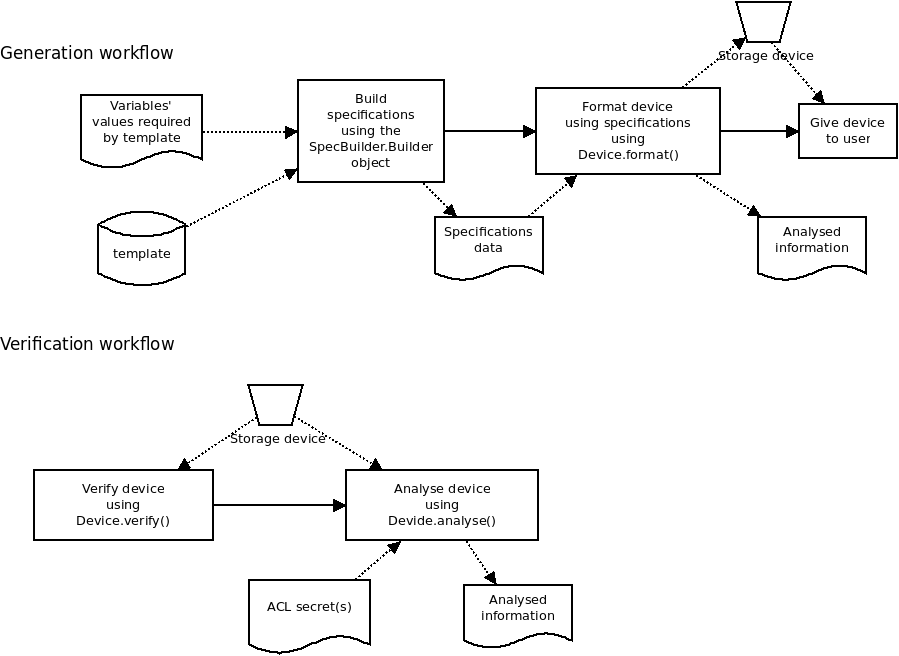 Generation workflow
Storage device
Variables'
values required
by template
Build
specifications
using the
SpecBuilder.Builder
object
Format device
using specifications
using
Device.format()
Give device
to user
template
Specifications
data
Analysed
information
Verification workflow
Storage device
Verify device
using
Device.verify()
Analyse device
using
Devide.analyse()
ACL secret(s)
Analysed
information